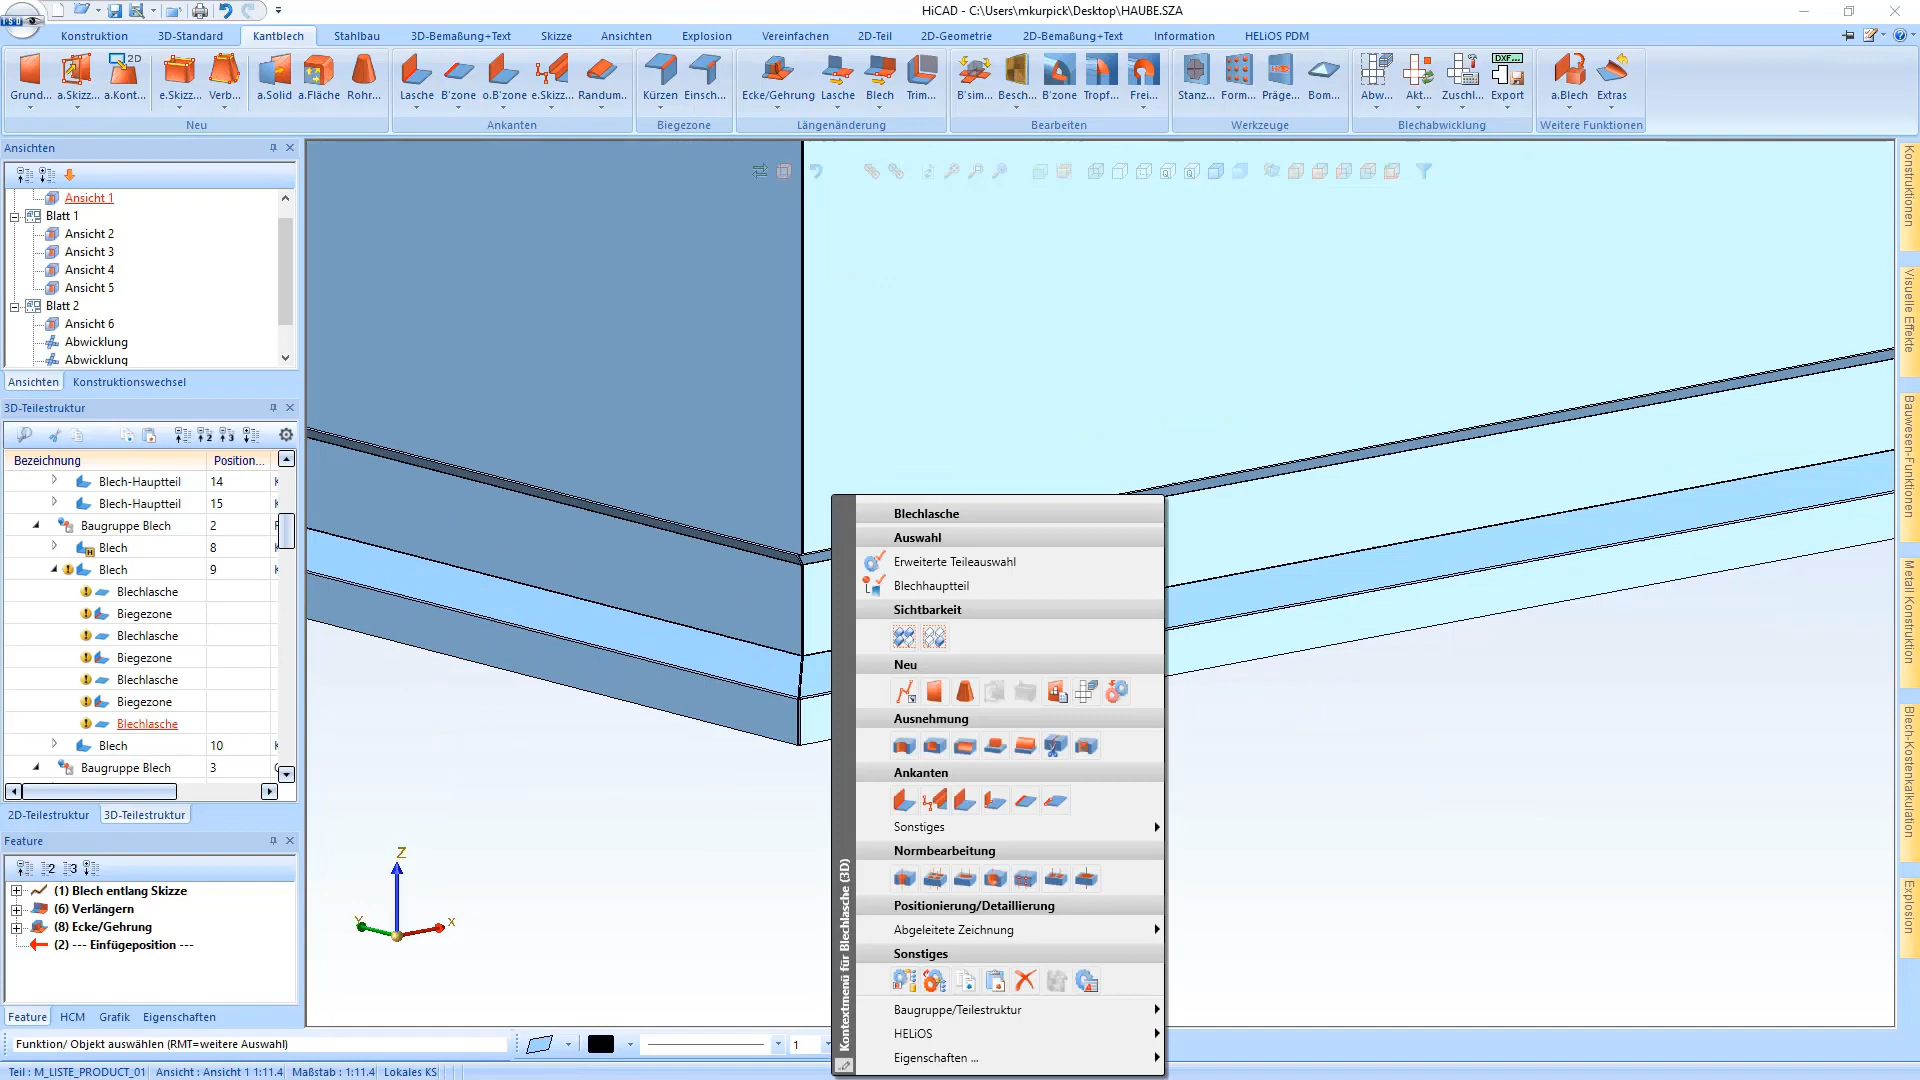 HiCAD - C:\Users\mkurpick\Desktop\HAUBE.SZA
ISD
Konstruktion 3D-Standard Kantblech Stahlbau 3D-Bemaßung+Text Skizze Ansichten Explosion Vereinfachen 2D-Teil 2D-Geometrie 2D-Bemaßung+Text Information HELiOS PDM
Grund... a.Skizz... a.Kont... e.Skizz... Verb... a.Solid a.Fläche Rohr... Lasche B'zone o.B'zone e.Skizz... Randum... Kürzen Einsch... Ecke/Gehrung Lasche Blech Trim... B'sim... Besch... B'zone Tropf... Frei... Stanz... Form... Präge... Bom... Abw... Akt... Zuschl... Export a.Blech Extras
Neu Ankanten Biegezone Längenänderung Bearbeiten Werkzeuge Blechabwicklung Weitere Funktionen
Ansichten
Ansicht 1
Blatt 1
Ansicht 2
Ansicht 3
Ansicht 4
Ansicht 5
Blatt 2
Ansicht 6
Abwicklung
Abwicklung
Ansichten Konstruktionswechsel
3D-Teilestruktur
Bezeichnung Position...
Blech-Hauptteil 14
Blech-Hauptteil 15
Baugruppe Blech 2
Blech 8
Blech 9
Blechlasche
Biegezone
Blechlasche
Biegezone
Blechlasche
Biegezone
Blechlasche
Blech 10
Baugruppe Blech 3
2D-Teilestruktur 3D-Teilestruktur
Feature
(1) Blech entlang Skizze
(6) Verlängern
(8) Ecke/Gehrung
(2) --- Einfügeposition ---
Feature HCM Grafik Eigenschaften
Funktion/ Objekt auswählen (RMT=weitere Auswahl)
1
Teil : M_LISTE_PRODUCT_01 Ansicht : Ansicht 1 1:11.4 Maßstab : 1:11.4 Lokales KS
Z
Y
X
Kontextmenü für Blechlasche (3D)
Blechlasche
Auswahl
Erweiterte Teileauswahl
Blechhauptteil
Sichtbarkeit
Neu
Ausnehmung
Ankanten
Sonstiges
Normbearbeitung
Positionierung/Detaillierung
Abgeleitete Zeichnung
Sonstiges
Baugruppe/Teilestruktur
HELiOS
Eigenschaften ...
Konstruktionen
Visuelle Effekte
Bauwesen-Funktionen
Metall Konstruktion
Blech-Kostenkalkulation
Explosion